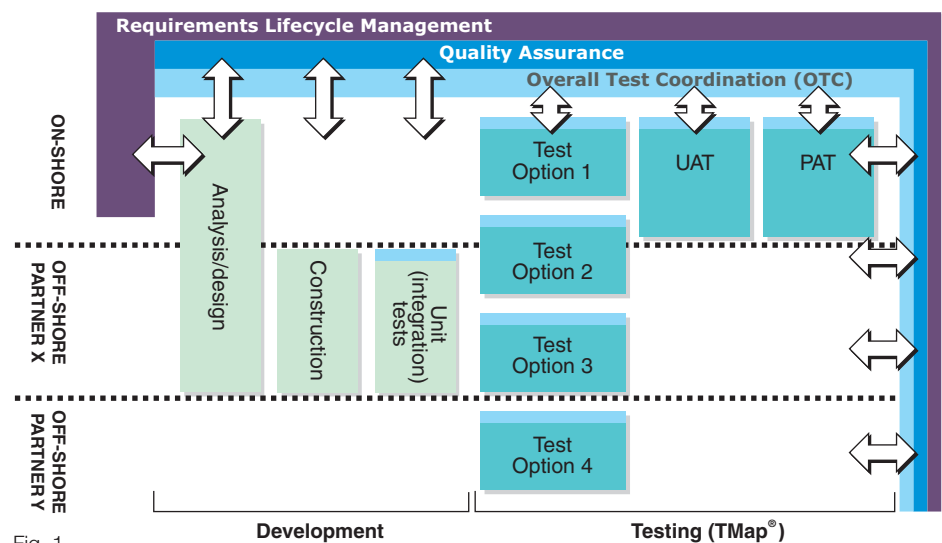 Requirements Lifecycle Management
Quality Assurance
Overall Test Coordination (OTC)
ON-SHORE
Analysis/design
Test
Option 1
UAT
PAT
OFF-SHORE
PARTNER X
Construction
Unit
(integration)
tests
Test
Option 2
Test
Option 3
OFF-SHORE
PARTNER Y
Test
Option 4
Development
Testing (TMap®)
Fig. 1